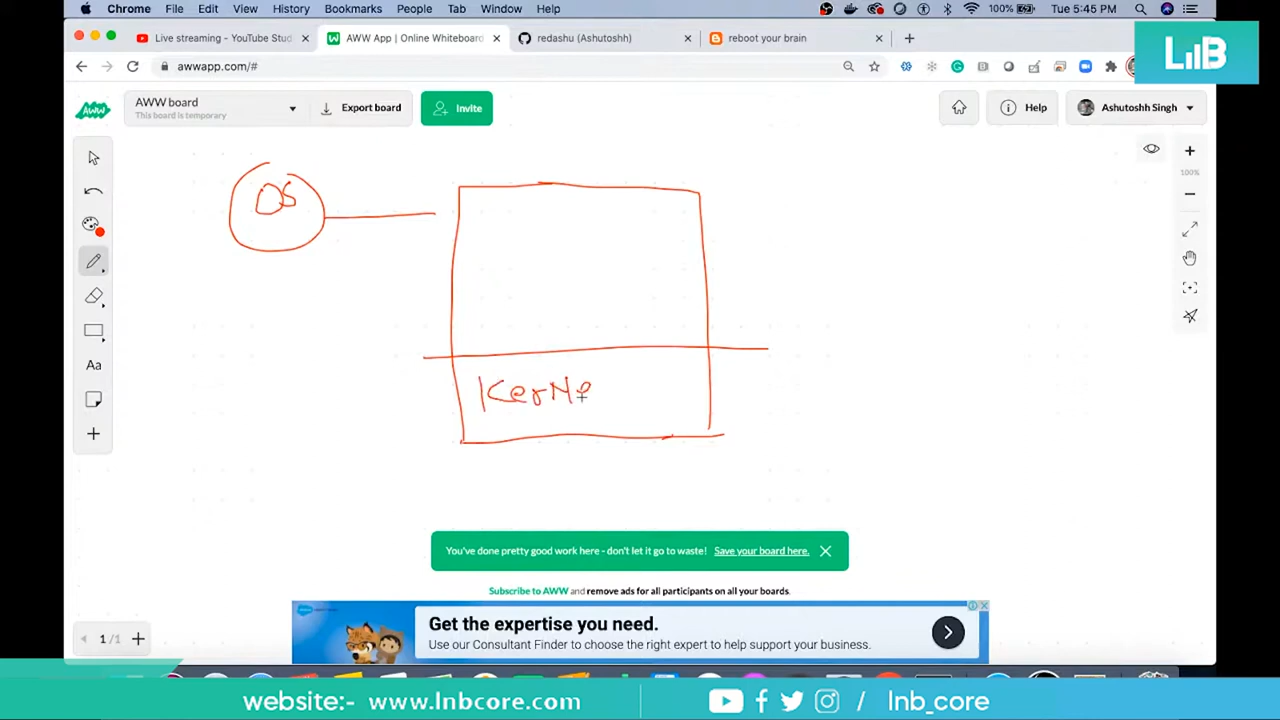 Chrome File Edit View History Bookmarks People Tab Window Help 100% Tue 5:45 PM
Live streaming - YouTube Stud AWW App | Online Whiteboard redashu (Ashutoshh) reboot your brain
LnB
awwapp.com/#
AWW board
This board is temporary
Export board
Invite
Help
Ashutoshh Singh
100%
OS
KerNe
Aa
You've done pretty good work here - don't let it go to waste! Save your board here.
Subscribe to AWW and remove ads for all participants on all your boards.
Get the expertise you need.
Use our Consultant Finder to choose the right expert to help support your business.
1/1
website:- www.lnbcore.com / lnb_core